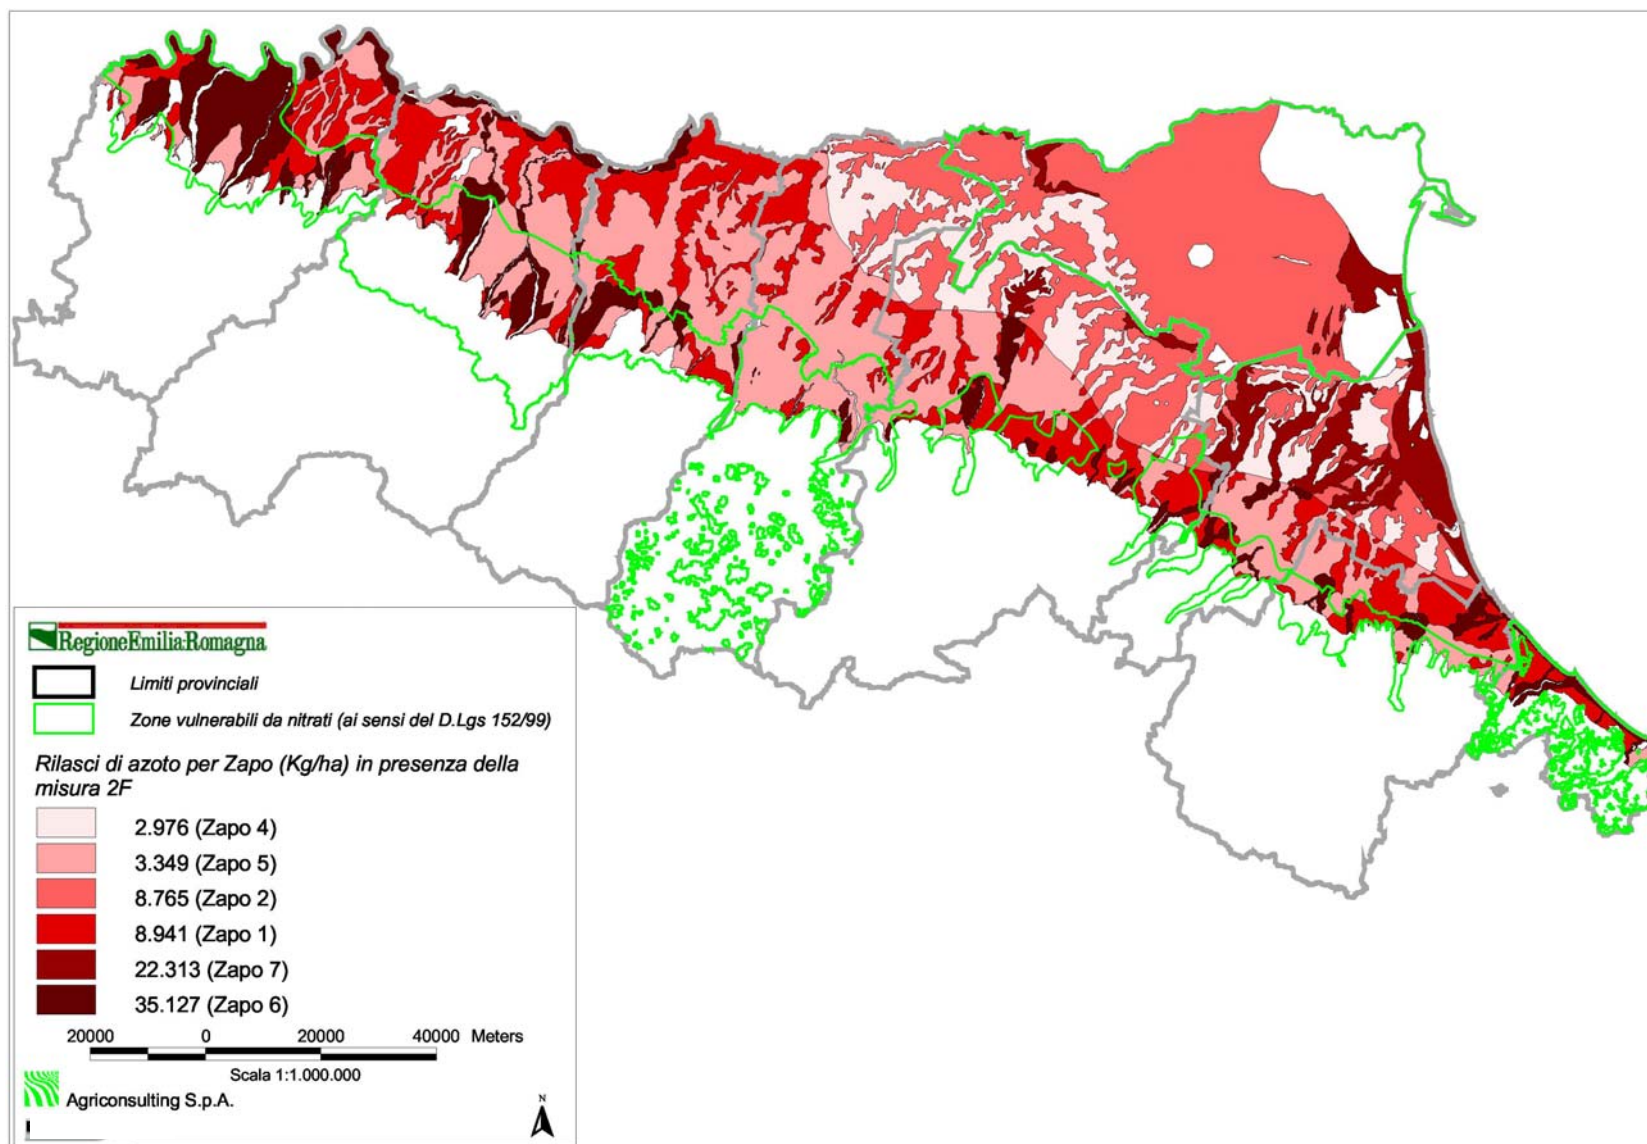 RegioneEmilia-Romagna
Limiti provinciali
Zone vulnerabili da nitrati (ai sensi del D.Lgs 152/99)
Rilasci di azoto per Zapo (Kg/ha) in presenza della
misura 2F
2.976 (Zapo 4)
3.349 (Zapo 5)
8.765 (Zapo 2)
8.941 (Zapo 1)
22.313 (Zapo 7)
35.127 (Zapo 6)
20000 0 20000 40000 Meters
Scala 1:1.000.000
Agriconsulting S.p.A.
N